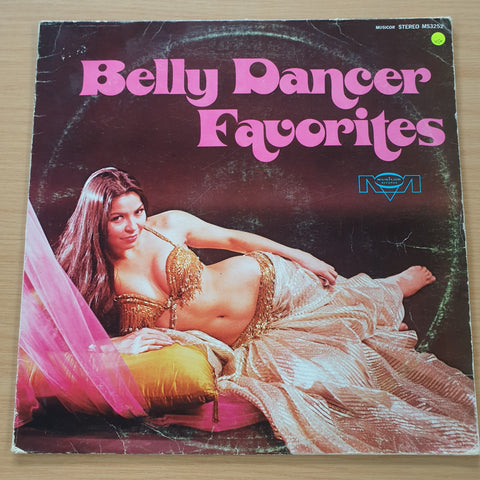 MUSICOR STEREO MS3252
Belly Dancer
Favorites